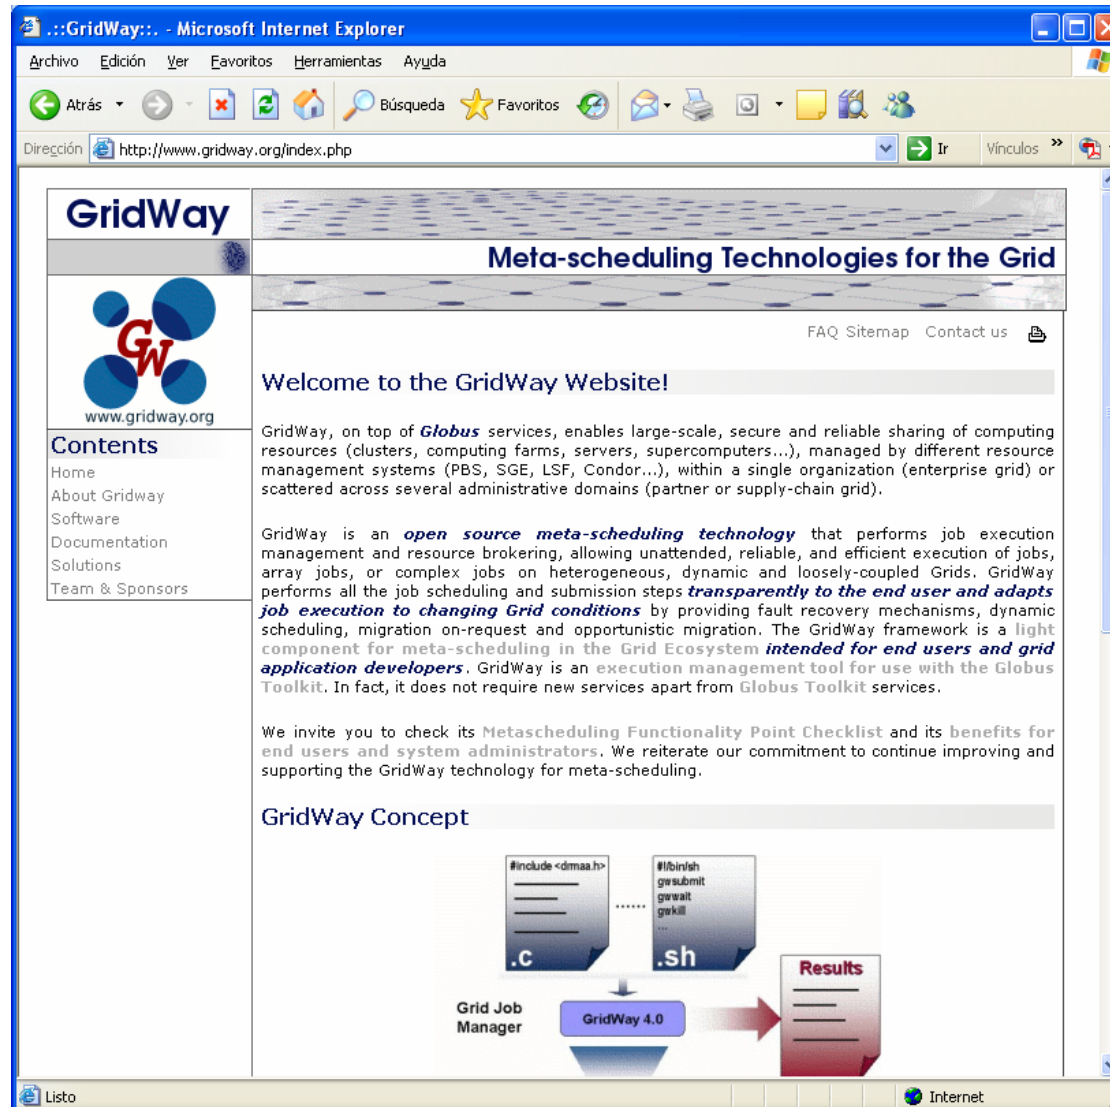 .::GridWay::. - Microsoft Internet Explorer
Archivo Edición Ver Favoritos Herramientas Ayuda
Atrás Búsqueda Favoritos
Dirección http://www.gridway.org/index.php Ir Vínculos »
GridWay
Meta-scheduling Technologies for the Grid
GW
www.gridway.org
FAQ Sitemap Contact us
Contents
Home
About Gridway
Software
Documentation
Solutions
Team & Sponsors
Welcome to the GridWay Website!
GridWay, on top of Globus services, enables large-scale, secure and reliable sharing of computing
resources (clusters, computing farms, servers, supercomputers...), managed by different resource
management systems (PBS, SGE, LSF, Condor...), within a single organization (enterprise grid) or
scattered across several administrative domains (partner or supply-chain grid).
GridWay is an open source meta-scheduling technology that performs job execution
management and resource brokering, allowing unattended, reliable, and efficient execution of jobs,
array jobs, or complex jobs on heterogeneous, dynamic and loosely-coupled Grids. GridWay
performs all the job scheduling and submission steps transparently to the end user and adapts
job execution to changing Grid conditions by providing fault recovery mechanisms, dynamic
scheduling, migration on-request and opportunistic migration. The GridWay framework is a light
component for meta-scheduling in the Grid Ecosystem intended for end users and grid
application developers. GridWay is an execution management tool for use with the Globus
Toolkit. In fact, it does not require new services apart from Globus Toolkit services.
We invite you to check its Metascheduling Functionality Point Checklist and its benefits for
end users and system administrators. We reiterate our commitment to continue improving and
supporting the GridWay technology for meta-scheduling.
GridWay Concept
#include <drmaa.h>
.c
......
#!/bin/sh
gwsubmit
gwwait
gwkill
...
.sh
Results
Grid Job
Manager
GridWay 4.0
Listo Internet